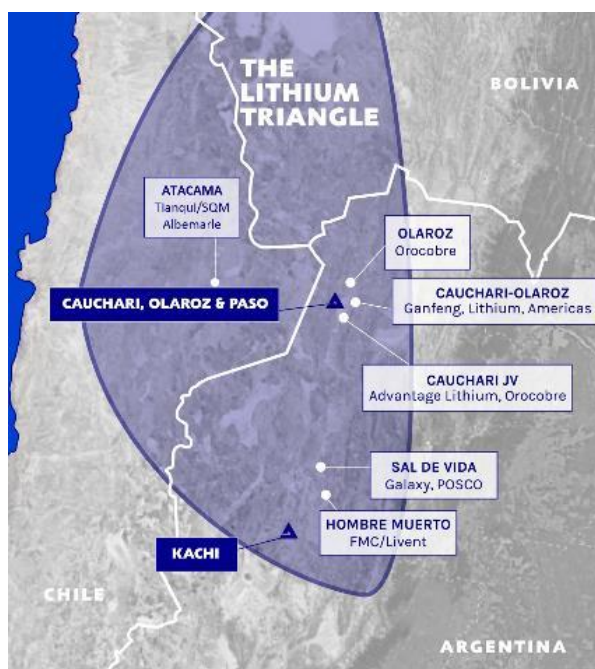 THE
LITHIUM
TRIANGLE
BOLIVIA
ATACAMA
Tianqui/SQM
Albemarle
OLAROZ
Orocobre
CAUCHARI, OLAROZ & PASO
CAUCHARI-OLAROZ
Ganfeng, Lithium, Americas
CAUCHARI JV
Advantage Lithium, Orocobre
SAL DE VIDA
Galaxy, POSCO
HOMBRE MUERTO
FMC/Livent
KACHI
CHILE
ARGENTINA